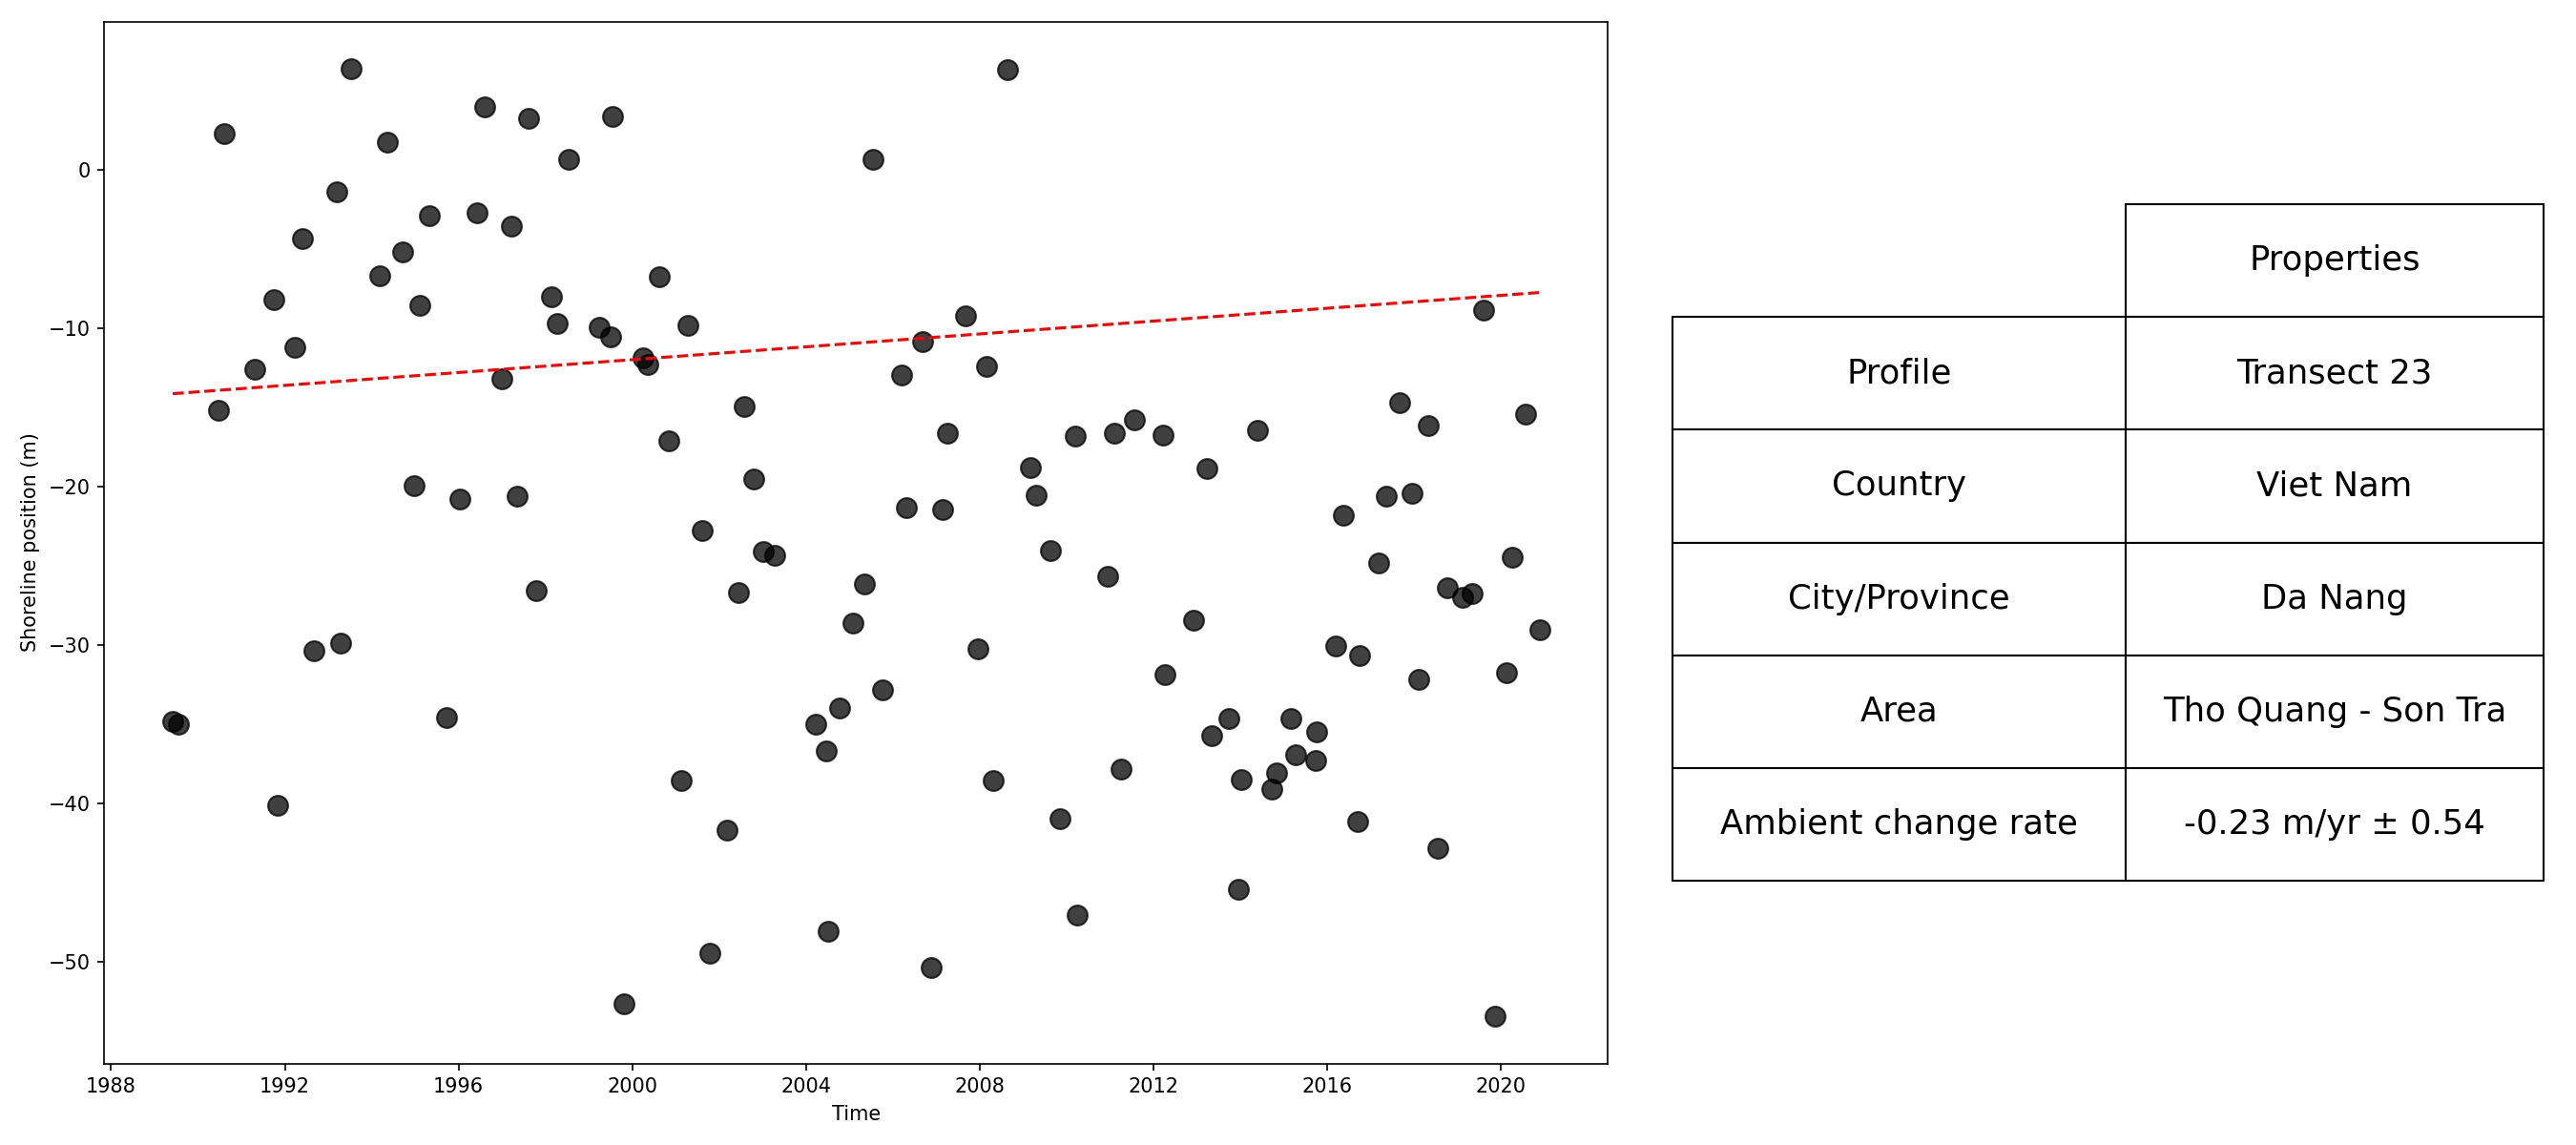 0
−10
−20
−30
−40
−50
Shoreline position (m)
1988 1992 1996 2000 2004 2008 2012 2016 2020
Time
Properties
Profile Transect 23
Country Viet Nam
City/Province Da Nang
Area Tho Quang - Son Tra
Ambient change rate -0.23 m/yr ± 0.54